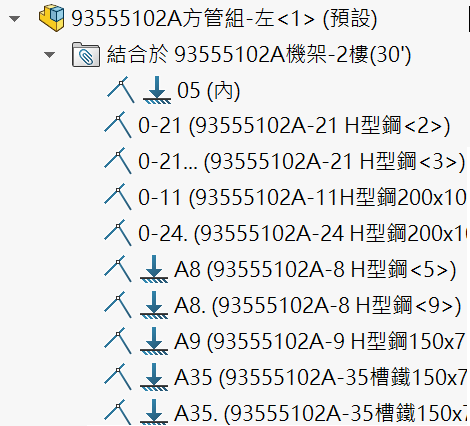 93555102A方管組-左<1> (預設)
結合於 93555102A機架-2樓(30')
05 (內)
0-21 (93555102A-21 H型鋼<2>)
0-21... (93555102A-21 H型鋼<3>)
0-11 (93555102A-11H型鋼200x10
0-24. (93555102A-24 H型鋼200x10
A8 (93555102A-8 H型鋼<5>)
A8. (93555102A-8 H型鋼<9>)
A9 (93555102A-9 H型鋼150x7
A35 (93555102A-35槽鐵150x7
A35. (93555102A-35槽鐵150x7